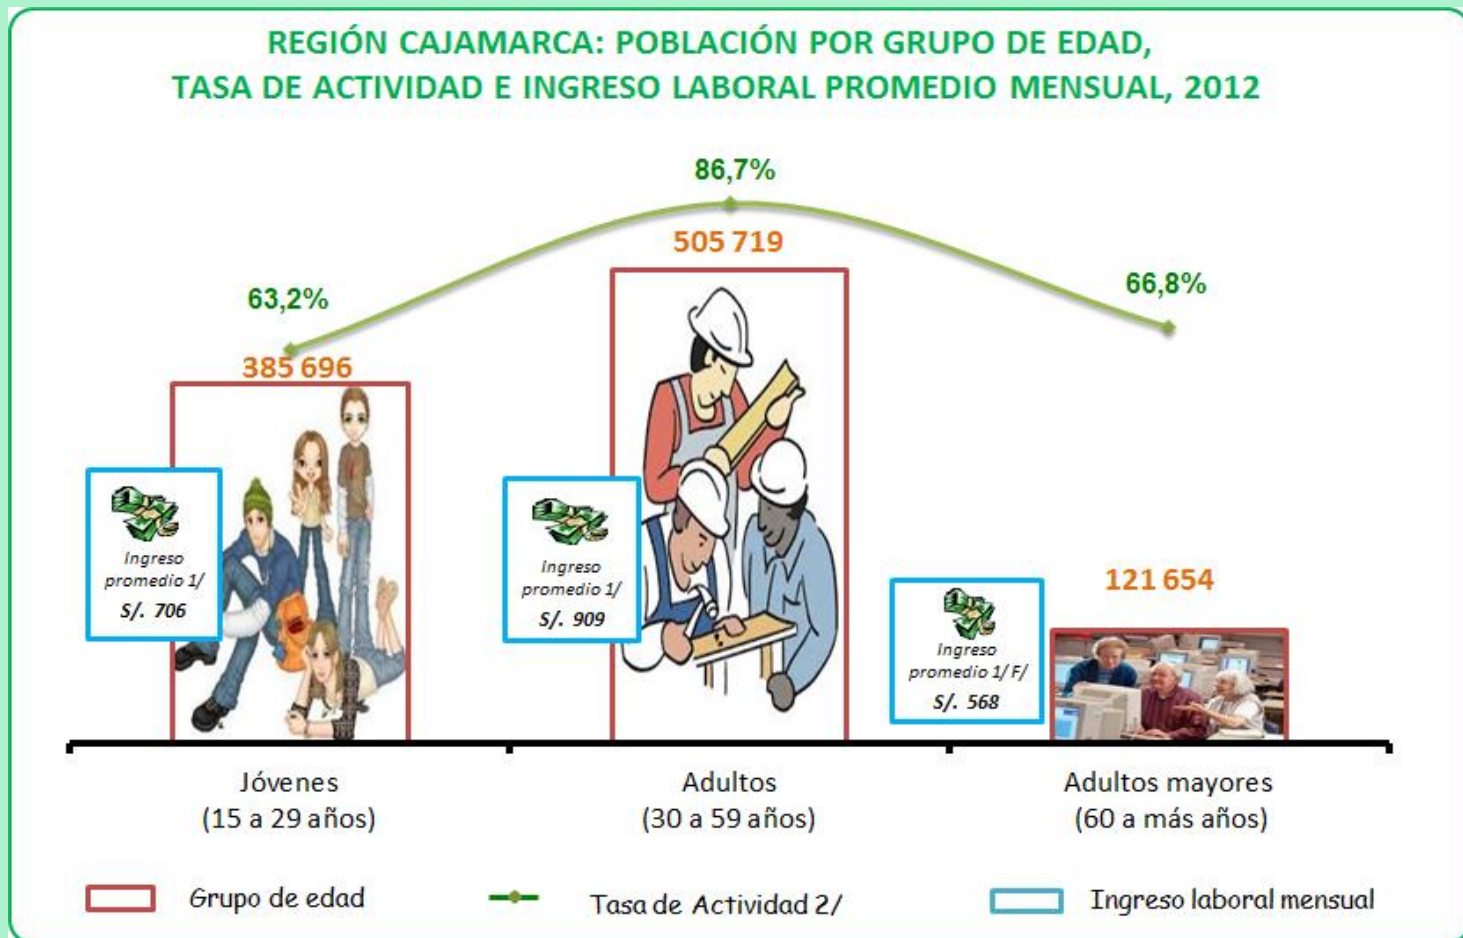 REGIÓN CAJAMARCA: POBLACIÓN POR GRUPO DE EDAD,
TASA DE ACTIVIDAD E INGRESO LABORAL PROMEDIO MENSUAL, 2012
86,7%
505 719
63,2%
385 696
66,8%
121 654
Ingreso
promedio 1/
S/. 706
Ingreso
promedio 1/
S/. 909
Ingreso
promedio 1/ F/
S/. 568
Jóvenes
(15 a 29 años)
Adultos
(30 a 59 años)
Adultos mayores
(60 a más años)
Grupo de edad
Tasa de Actividad 2/
Ingreso laboral mensual